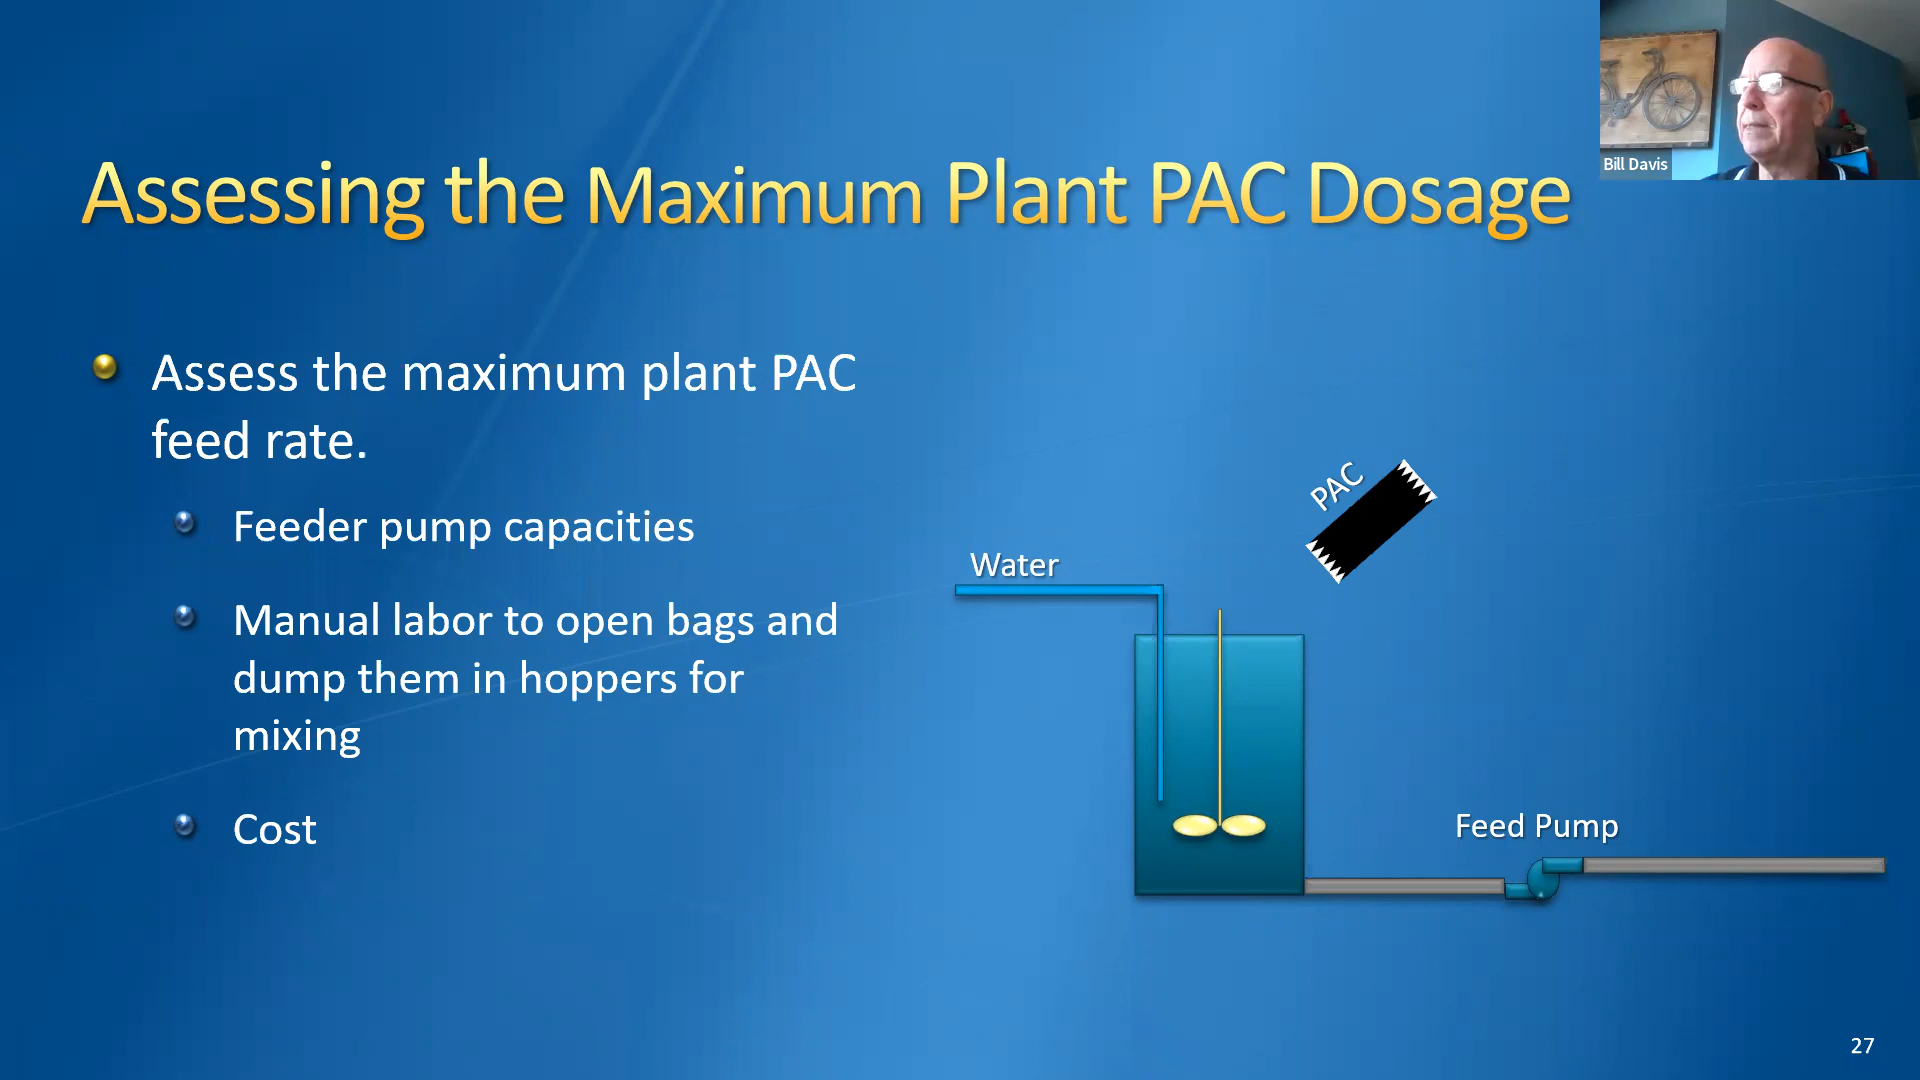 Bill Davis
Assessing the Maximum Plant PAC Dosage
Assess the maximum plant PAC
feed rate.
Feeder pump capacities
Manual labor to open bags and
dump them in hoppers for
mixing
Cost
PAC
Water
Feed Pump
27